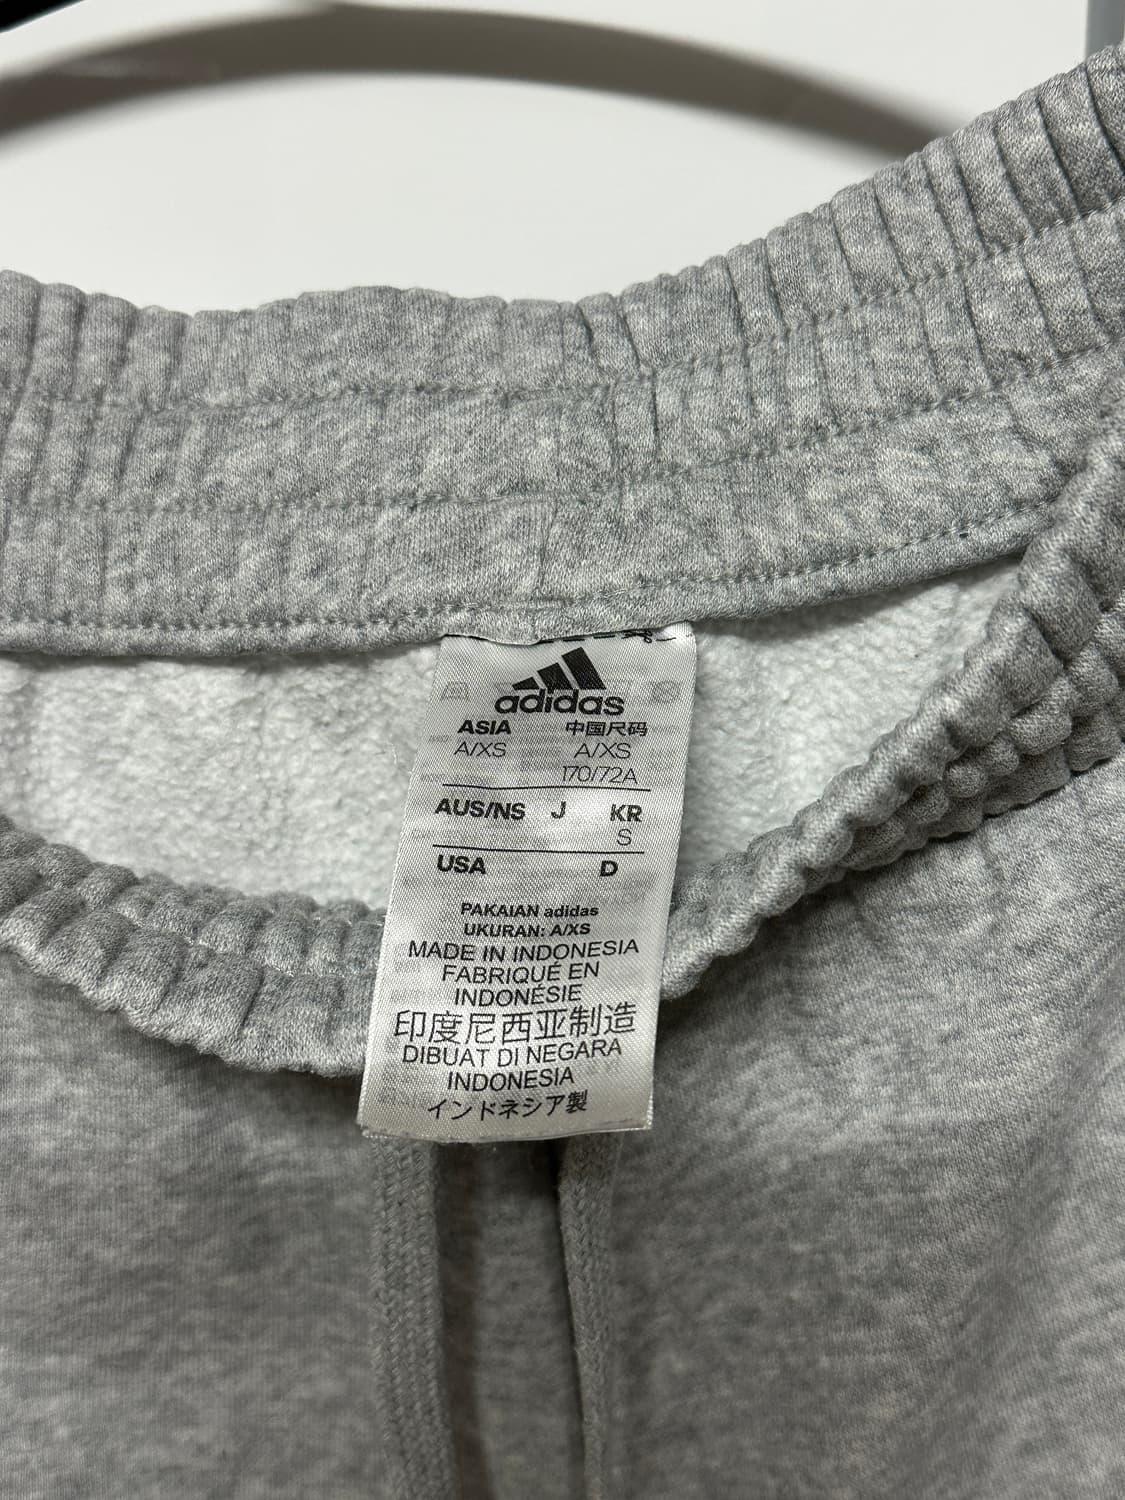 adidas
ASIA 中国尺码
A/XS A/XS
170/72A
AUS/NS J KR
S
USA D
PAKAIAN adidas
UKURAN: A/XS
MADE IN INDONESIA
FABRIQUÉ EN
INDONÉSIE
印度尼西亚制造
DIBUAT DI NEGARA
INDONESIA
インドネシア製